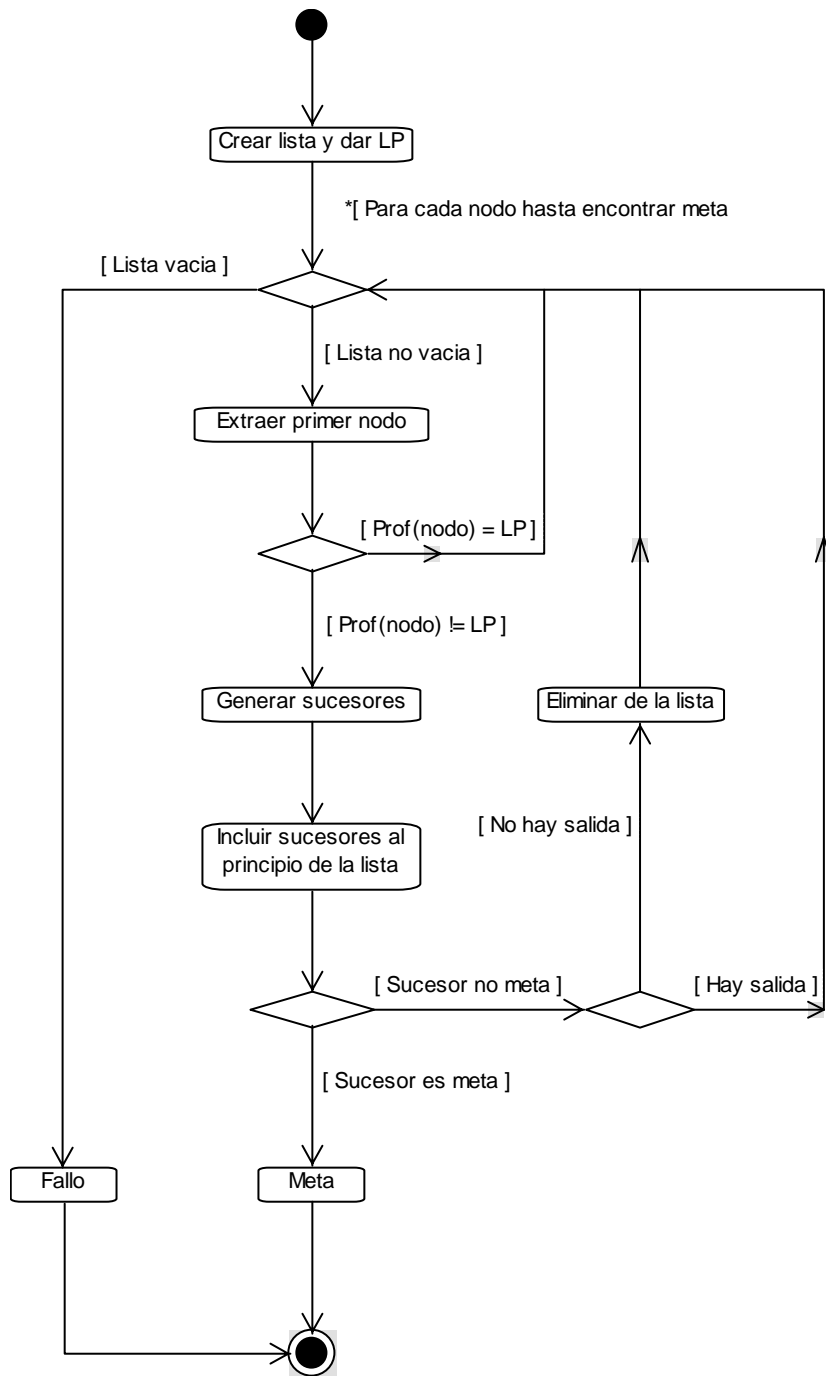 Crear lista y dar LP
*[ Para cada nodo hasta encontrar meta
[ Lista vacia ]
[ Lista no vacia ]
Extraer primer nodo
[ Prof(nodo) = LP ]
[ Prof(nodo) != LP ]
Generar sucesores
Eliminar de la lista
Incluir sucesores al
principio de la lista
[ No hay salida ]
[ Sucesor no meta ]
[ Hay salida ]
[ Sucesor es meta ]
Fallo
Meta